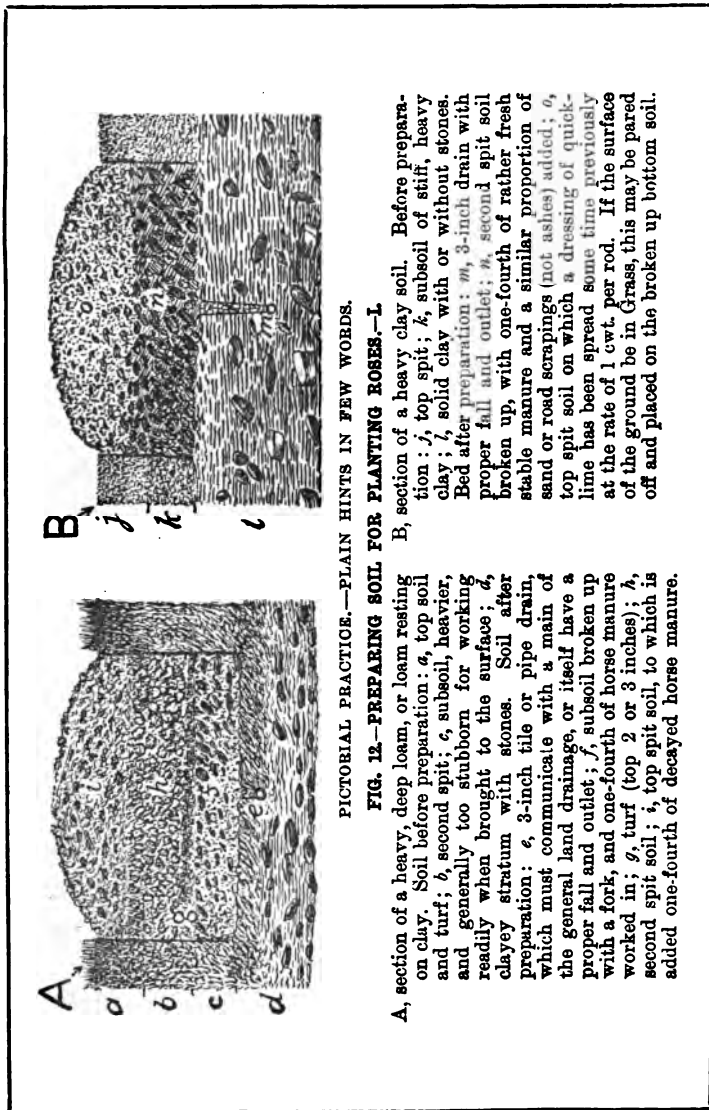 A
a
b
c
d
i
h
g
f
e
B
j
k
l
o
n
m
PICTORIAL PRACTICE.—PLAIN HINTS IN FEW WORDS.
FIG. 12.—PREPARING SOIL FOR PLANTING ROSES.—I.
A, section of a heavy, deep loam, or loam resting
on clay. Soil before preparation: a, top soil
and turf; b, second spit; c, subsoil, heavier,
and generally too stubborn for working
readily when brought to the surface; d,
clayey stratum with stones. Soil after
preparation: e, 3-inch tile or pipe drain,
which must communicate with a main of
the general land drainage, or itself have a
proper fall and outlet; f, subsoil broken up
with a fork, and one-fourth of horse manure
worked in; g, turf (top 2 or 3 inches); h,
second spit soil; i, top spit soil, to which is
added one-fourth of decayed horse manure.
B, section of a heavy clay soil. Before prepara-
tion: j, top spit; k, subsoil of stiff, heavy
clay; l, solid clay with or without stones.
Bed after preparation: m, 3-inch drain with
proper fall and outlet; n, second spit soil
broken up, with one-fourth of rather fresh
stable manure and a similar proportion of
sand or road scrapings (not ashes) added; o,
top spit soil on which a dressing of quick-
lime has been spread some time previously
at the rate of 1 cwt. per rod. If the surface
of the ground be in Grass, this may be pared
off and placed on the broken up bottom soil.